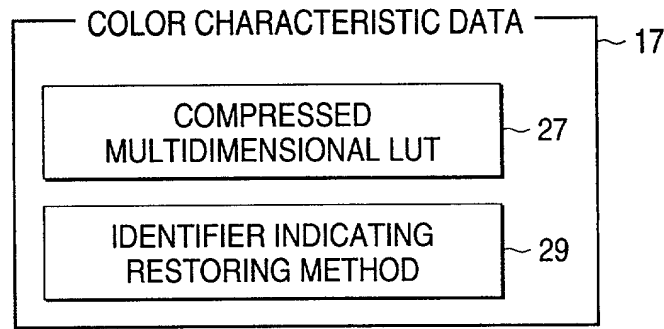 COLOR CHARACTERISTIC DATA
17
COMPRESSED
MULTIDIMENSIONAL LUT
27
IDENTIFIER INDICATING
RESTORING METHOD
29